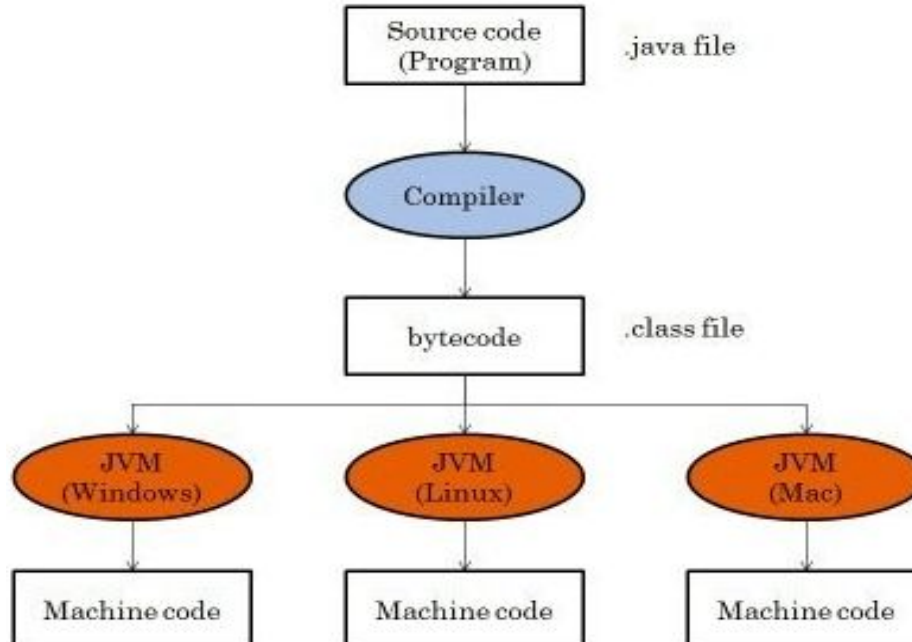 Source code
(Program)
.java file
Compiler
bytecode
.class file
JVM
(Windows)
JVM
(Linux)
JVM
(Mac)
Machine code
Machine code
Machine code